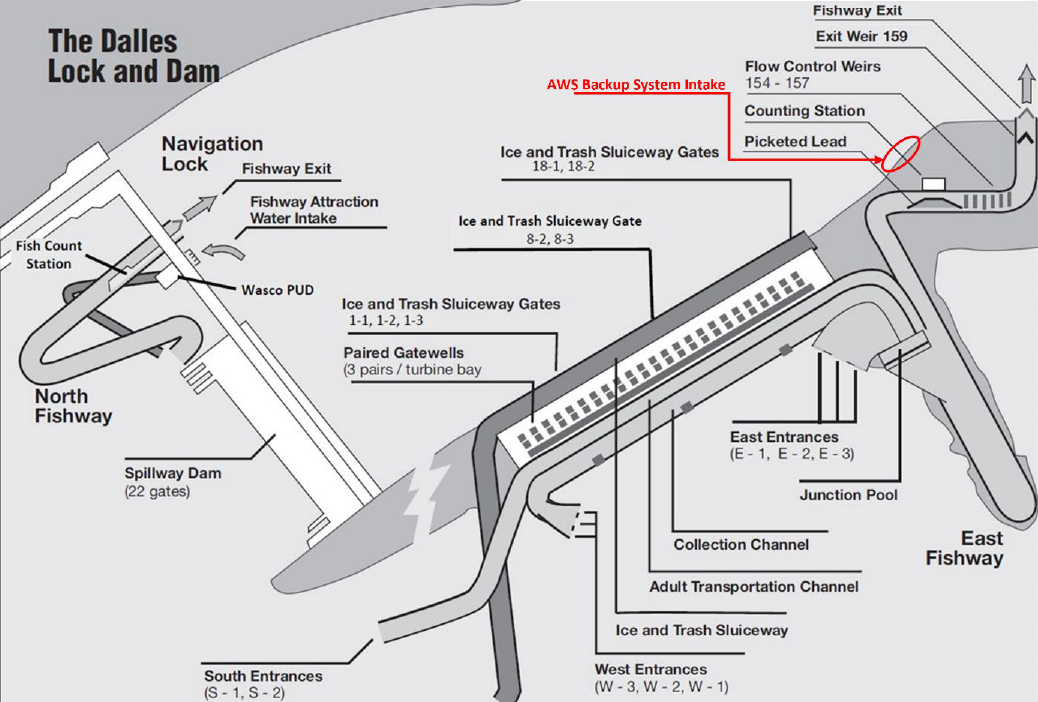 The Dalles
Lock and Dam
Fishway Exit
Exit Weir 159
Flow Control Weirs
154 - 157
AWS Backup System Intake
Counting Station
Picketed Lead
Navigation
Lock
Fishway Exit
Ice and Trash Sluiceway Gates
18-1, 18-2
Fishway Attraction
Water Intake
Ice and Trash Sluiceway Gate
8-2, 8-3
Fish Count
Station
Wasco PUD
Ice and Trash Sluiceway Gates
1-1, 1-2, 1-3
Paired Gatewells
(3 pairs / turbine bay
North
Fishway
East Entrances
(E - 1, E - 2, E - 3)
Spillway Dam
(22 gates)
Junction Pool
East
Fishway
Collection Channel
Adult Transportation Channel
Ice and Trash Sluiceway
South Entrances
(S - 1, S - 2)
West Entrances
(W - 3, W - 2, W - 1)